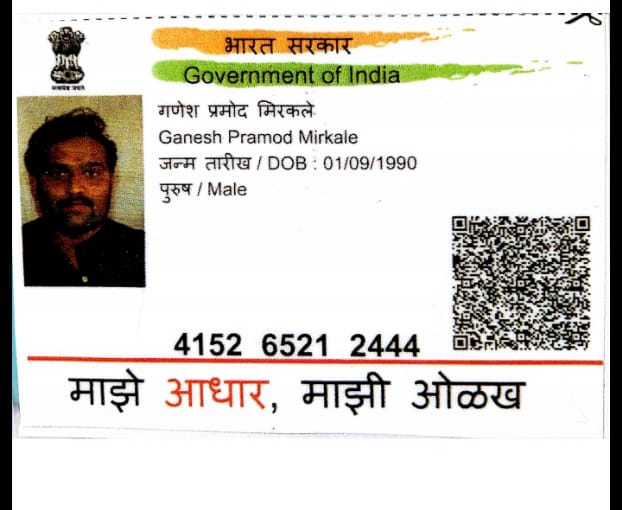 सत्यमेव जयते
भारत सरकार
Government of India
गणेश प्रमोद मिरकले
Ganesh Pramod Mirkale
जन्म तारीख / DOB : 01/09/1990
पुरुष / Male
4152 6521 2444
माझे आधार, माझी ओळख